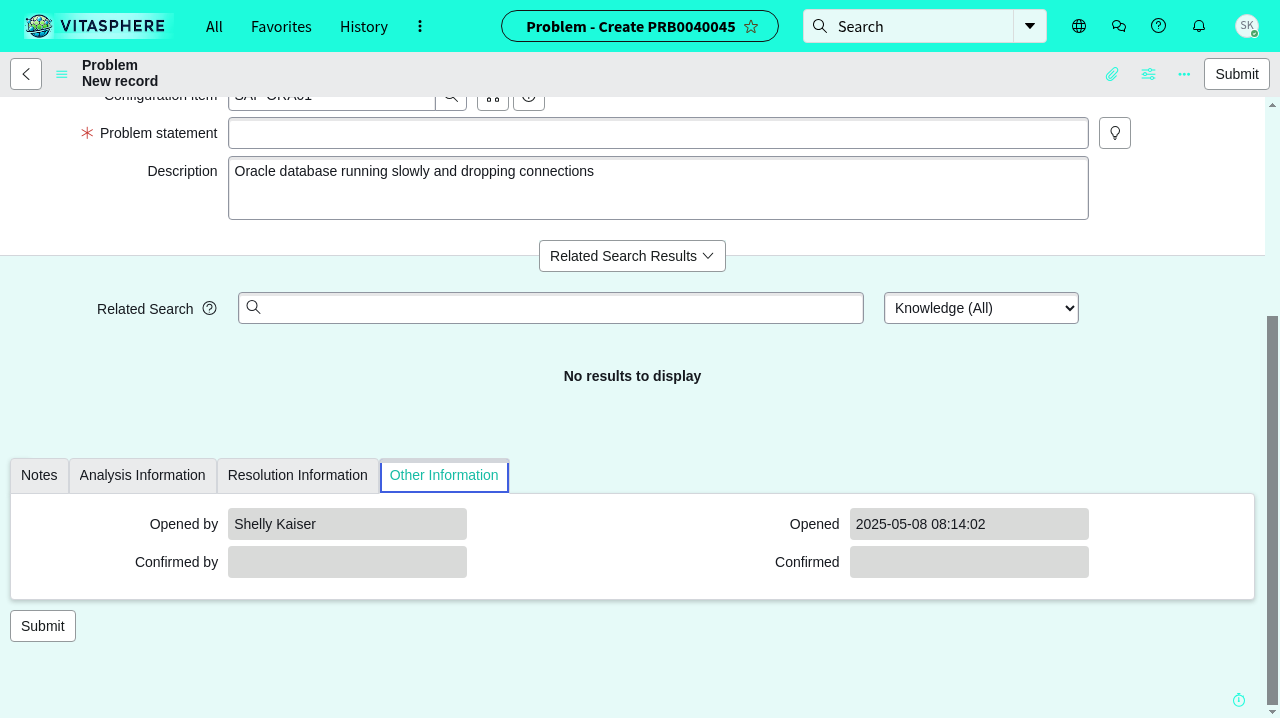 VITASPHERE
All
Favorites
History
Problem - Create PRB0040045
Search
SK
Problem
New record
Submit
Configuration item
SAP ORA01
Problem statement
Description
Oracle database running slowly and dropping connections
Related Search Results
Related Search
Knowledge (All)
No results to display
Notes
Analysis Information
Resolution Information
Other Information
Opened by
Shelly Kaiser
Opened
2025-05-08 08:14:02
Confirmed by
Confirmed
Submit